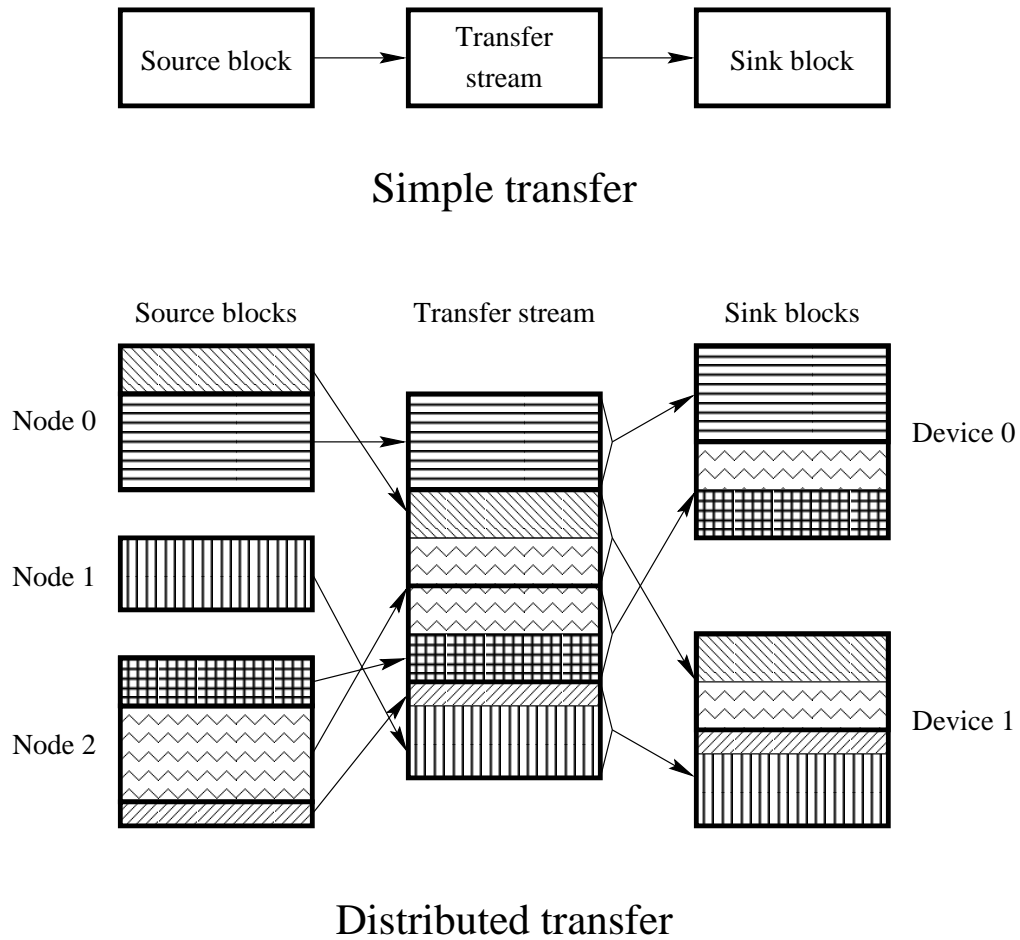 Source block
Transfer
stream
Sink block
Simple transfer
Source blocks
Transfer stream
Sink blocks
Node 0
Device 0
Node 1
Node 2
Device 1
Distributed transfer